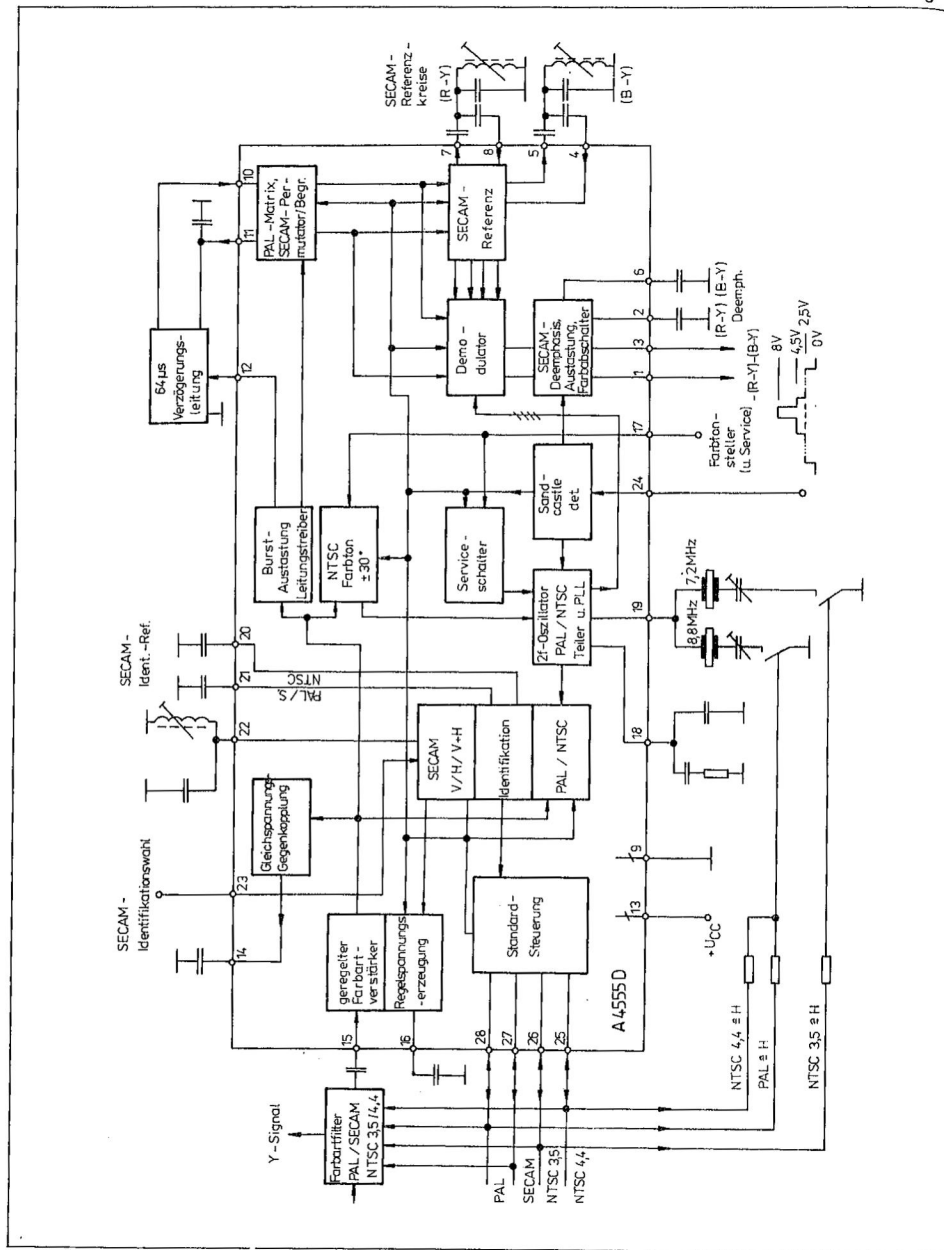 SECAM-
Referenz-
kreise
(R-Y)
(B-Y)
7
8
5
4
10
11
PAL-Matrix,
SECAM-Per-
mutator/Begr.
SECAM-
Referenz
64µs
Verzögerungs-
leitung
12
Demo
dulator
SECAM-
Deemphasis,
Austastung,
Farbabschalter
6
2
3
1
(R-Y) (B-Y)
Deemph.
-(R-Y)-(B-Y)
8V
4,5V
2,5V
0V
17
Farbton-
steller
(u. Service)
24
Burst-
Austastung
Leitungstreiber
NTSC
Farbton
±30°
Service-
schalter
Sand-
castle
det.
2f-Oszillator
PAL/NTSC
Teiler u. PLL
19
7,2MHz
8,8MHz
18
SECAM
Ident.-Ref.
20
21
PAL/S.
NTSC
22
SECAM
V/H/V+H
Identifikation
PAL/NTSC
Gleichspannungs-
Gegenkopplung
SECAM-
Identifikationswahl
23
14
geregelter
Farbart-
verstärker
Regelspannungs
-erzeugung
Standard-
Steuerung
9
13
+UCC
A4555D
15
16
28
27
26
25
Y-Signal
Farbartfilter
PAL/SECAM
NTSC 3,5/4,4
PAL
SECAM
NTSC 3,5
NTSC 4,4
NTSC 4,4 ≙ H
PAL ≙ H
NTSC 3,5 ≙ H